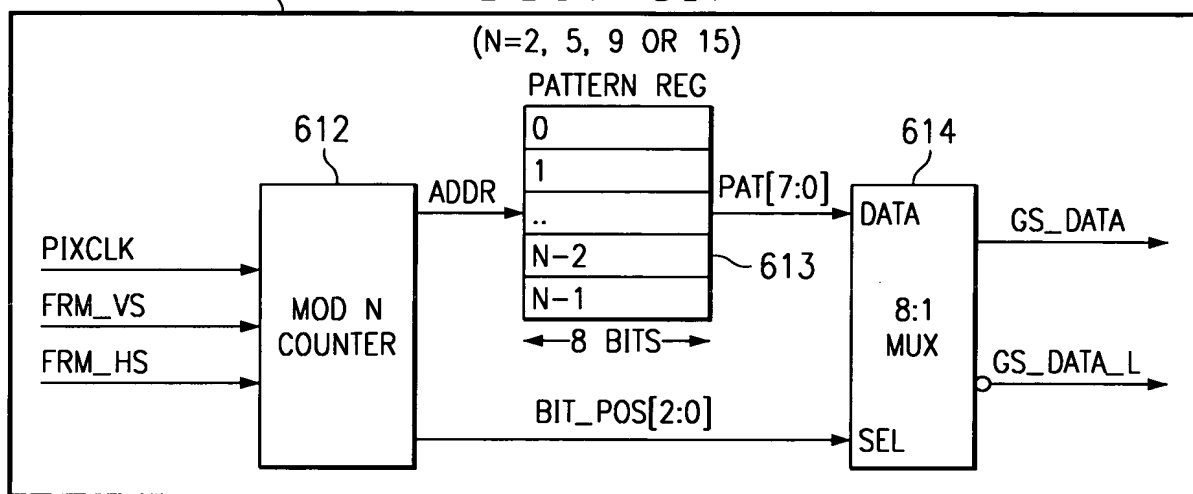 (N=2, 5, 9 OR 15)
PATTERN REG
612
0
1
..
N-2
N-1
613
8 BITS
614
ADDR
PAT[7:0]
DATA
GS_DATA
PIXCLK
FRM_VS
FRM_HS
MOD N
COUNTER
8:1
MUX
GS_DATA_L
BIT_POS[2:0]
SEL